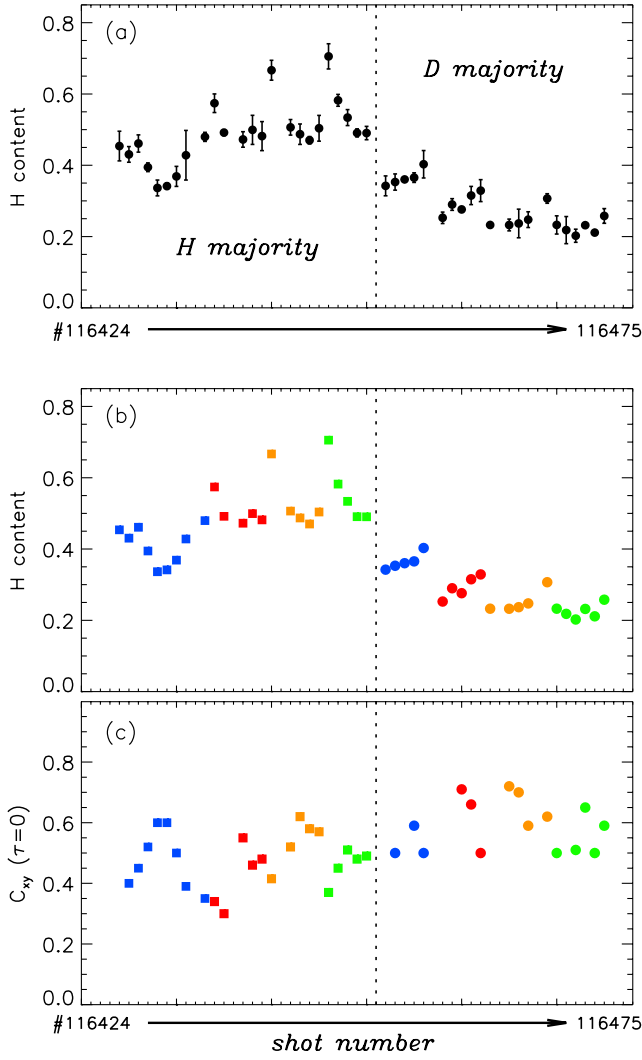 0.8
(a)
D majority
0.6
H content
0.4
0.2
H majority
0.0
#116424
116475
0.8
(b)
0.6
H content
0.4
0.2
0.0
(c)
0.8
0.6
Cxy (τ=0)
0.4
0.2
0.0
#116424
116475
shot number